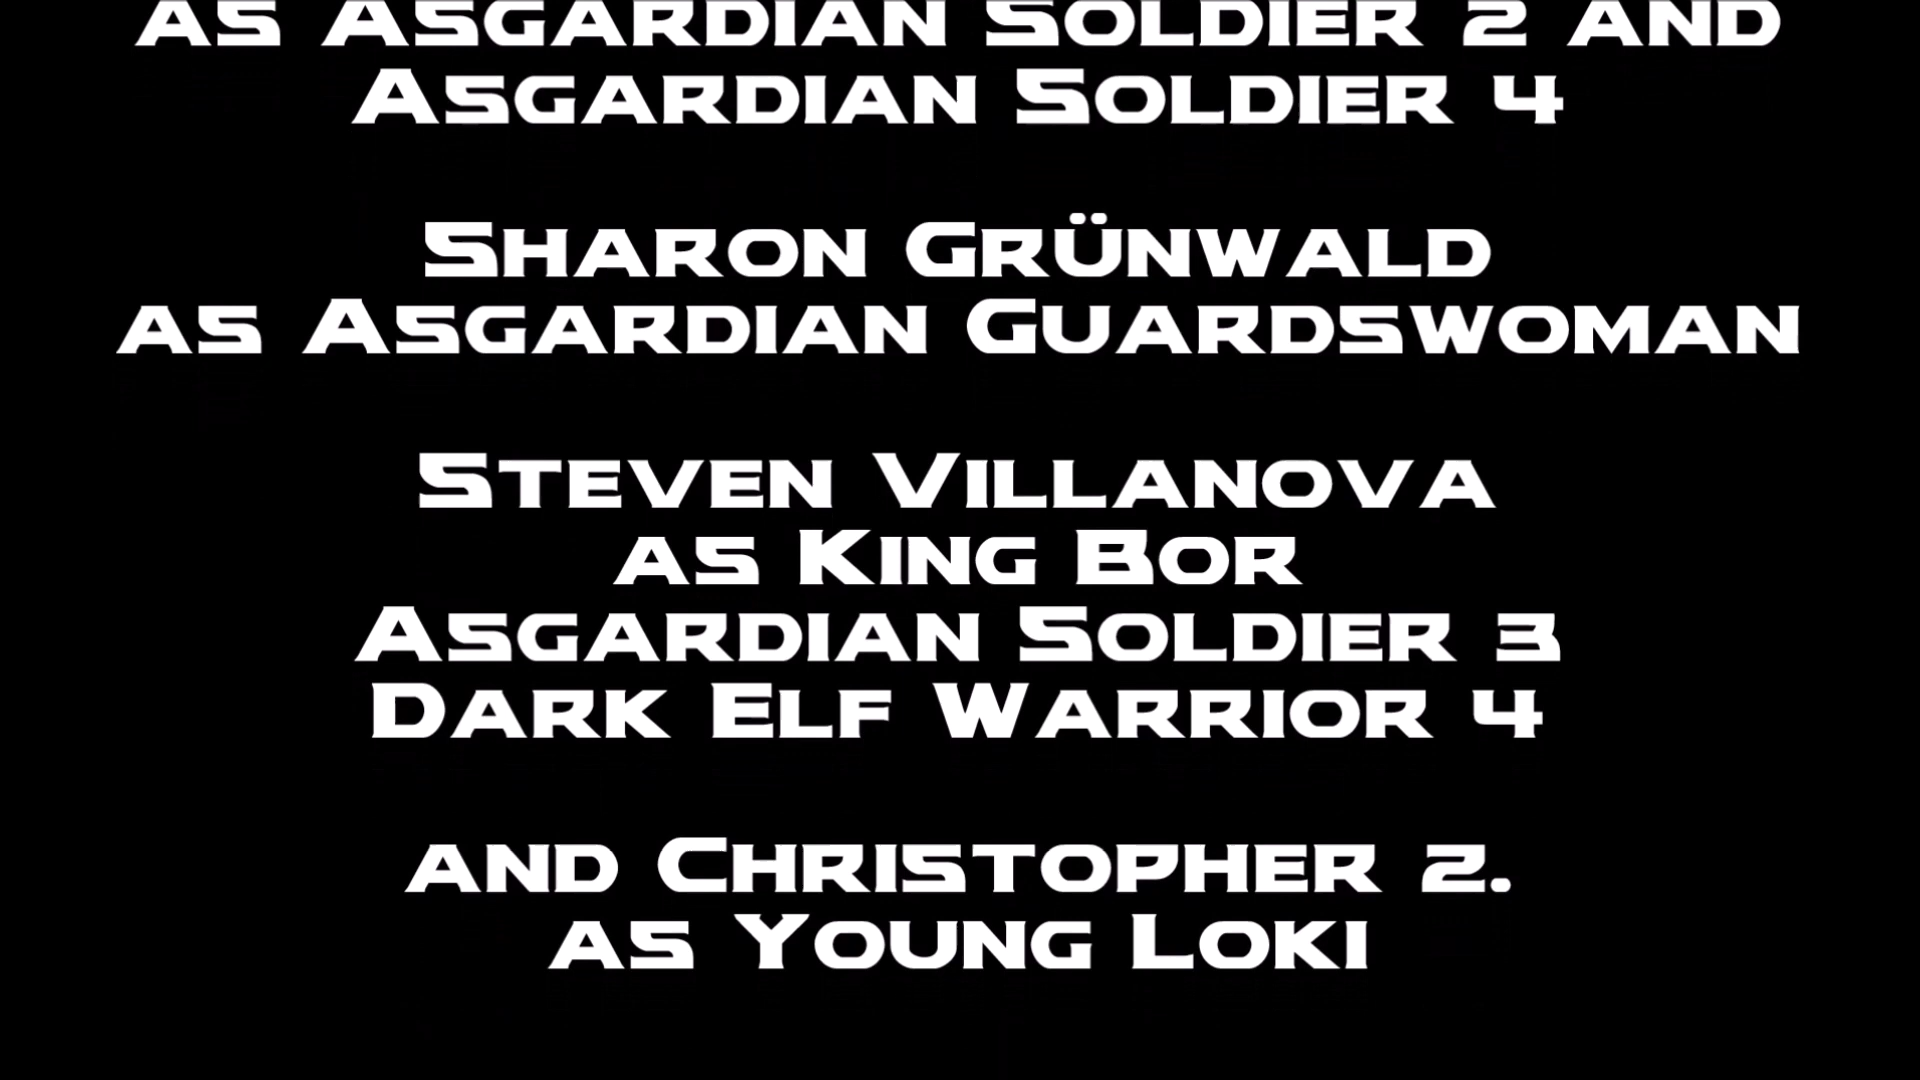 as Asgardian Soldier 2 and
Asgardian Soldier 4
Sharon Grünwald
as Asgardian Guardswoman
Steven Villanova
as King Bor
Asgardian Soldier 3
Dark Elf Warrior 4
and Christopher Z.
as Young Loki